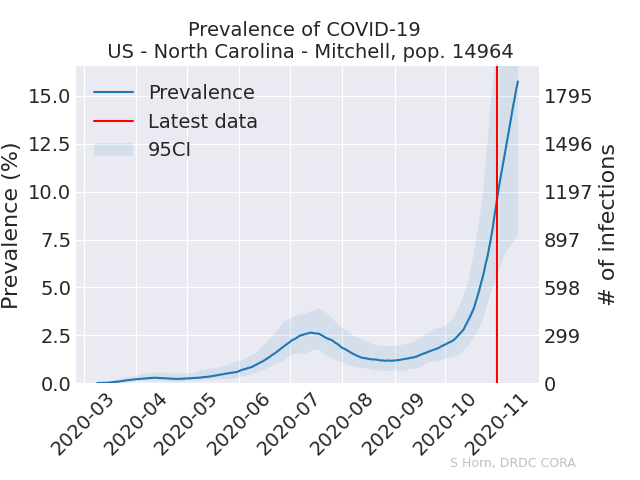 Prevalence of COVID-19
US - North Carolina - Mitchell, pop. 14964
Prevalence
Latest data
95CI
Prevalence (%)
15.0
12.5
10.0
7.5
5.0
2.5
0.0
1795
1496
1197
897
598
299
0
# of infections
2020-03
2020-04
2020-05
2020-06
2020-07
2020-08
2020-09
2020-10
2020-11
S Horn, DRDC CORA